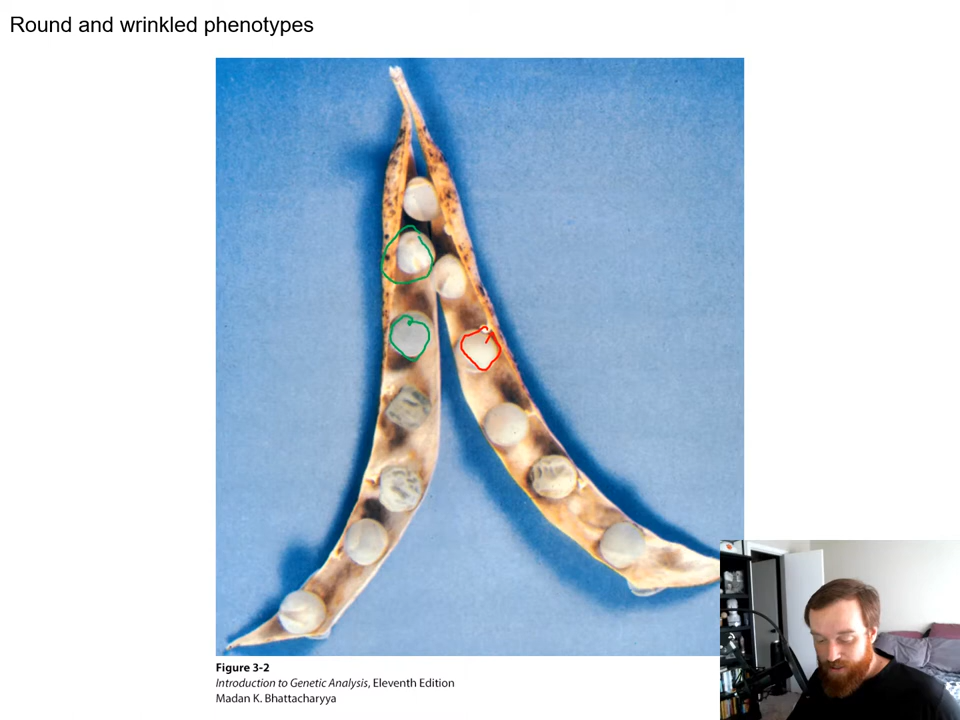 Round and wrinkled phenotypes
Figure 3-2
Introduction to Genetic Analysis, Eleventh Edition
Madan K. Bhattacharyya